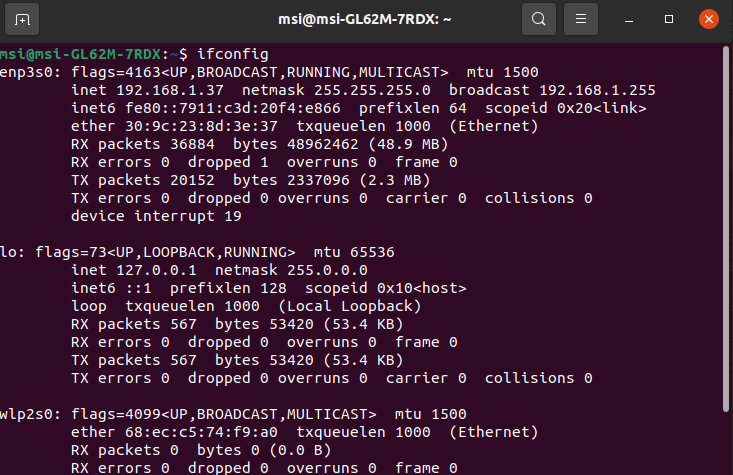 msi@msi-GL62M-7RDX: ~
msi@msi-GL62M-7RDX:~$ ifconfig
enp3s0: flags=4163<UP,BROADCAST,RUNNING,MULTICAST>  mtu 1500
        inet 192.168.1.37  netmask 255.255.255.0  broadcast 192.168.1.255
        inet6 fe80::7911:c3d:20f4:e866  prefixlen 64  scopeid 0x20<link>
        ether 30:9c:23:8d:3e:37  txqueuelen 1000  (Ethernet)
        RX packets 36884  bytes 48962462 (48.9 MB)
        RX errors 0  dropped 1  overruns 0  frame 0
        TX packets 20152  bytes 2337096 (2.3 MB)
        TX errors 0  dropped 0 overruns 0  carrier 0  collisions 0
        device interrupt 19
lo: flags=73<UP,LOOPBACK,RUNNING>  mtu 65536
        inet 127.0.0.1  netmask 255.0.0.0
        inet6 ::1  prefixlen 128  scopeid 0x10<host>
        loop  txqueuelen 1000  (Local Loopback)
        RX packets 567  bytes 53420 (53.4 KB)
        RX errors 0  dropped 0  overruns 0  frame 0
        TX packets 567  bytes 53420 (53.4 KB)
        TX errors 0  dropped 0 overruns 0  carrier 0  collisions 0
wlp2s0: flags=4099<UP,BROADCAST,MULTICAST>  mtu 1500
        ether 68:ec:c5:74:f9:a0  txqueuelen 1000  (Ethernet)
        RX packets 0  bytes 0 (0.0 B)
        RX errors 0  dropped 0  overruns 0  frame 0